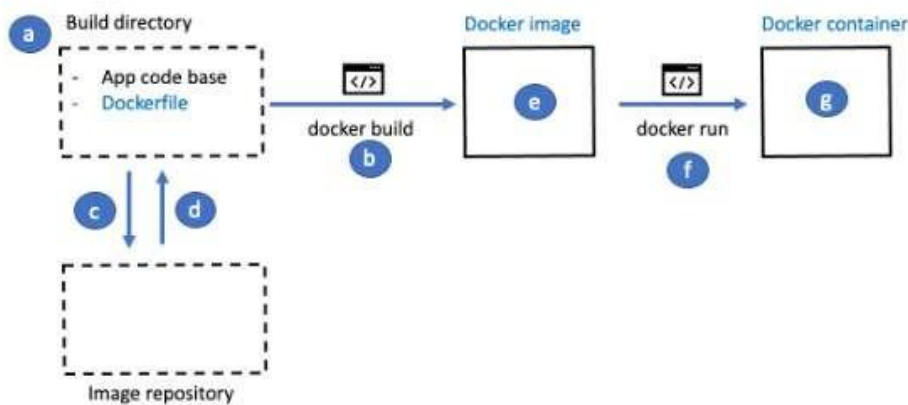 a
Build directory
- App code base
- Dockerfile
</>
docker build
b
Docker image
e
</>
docker run
f
Docker container
g
c
d
Image repository